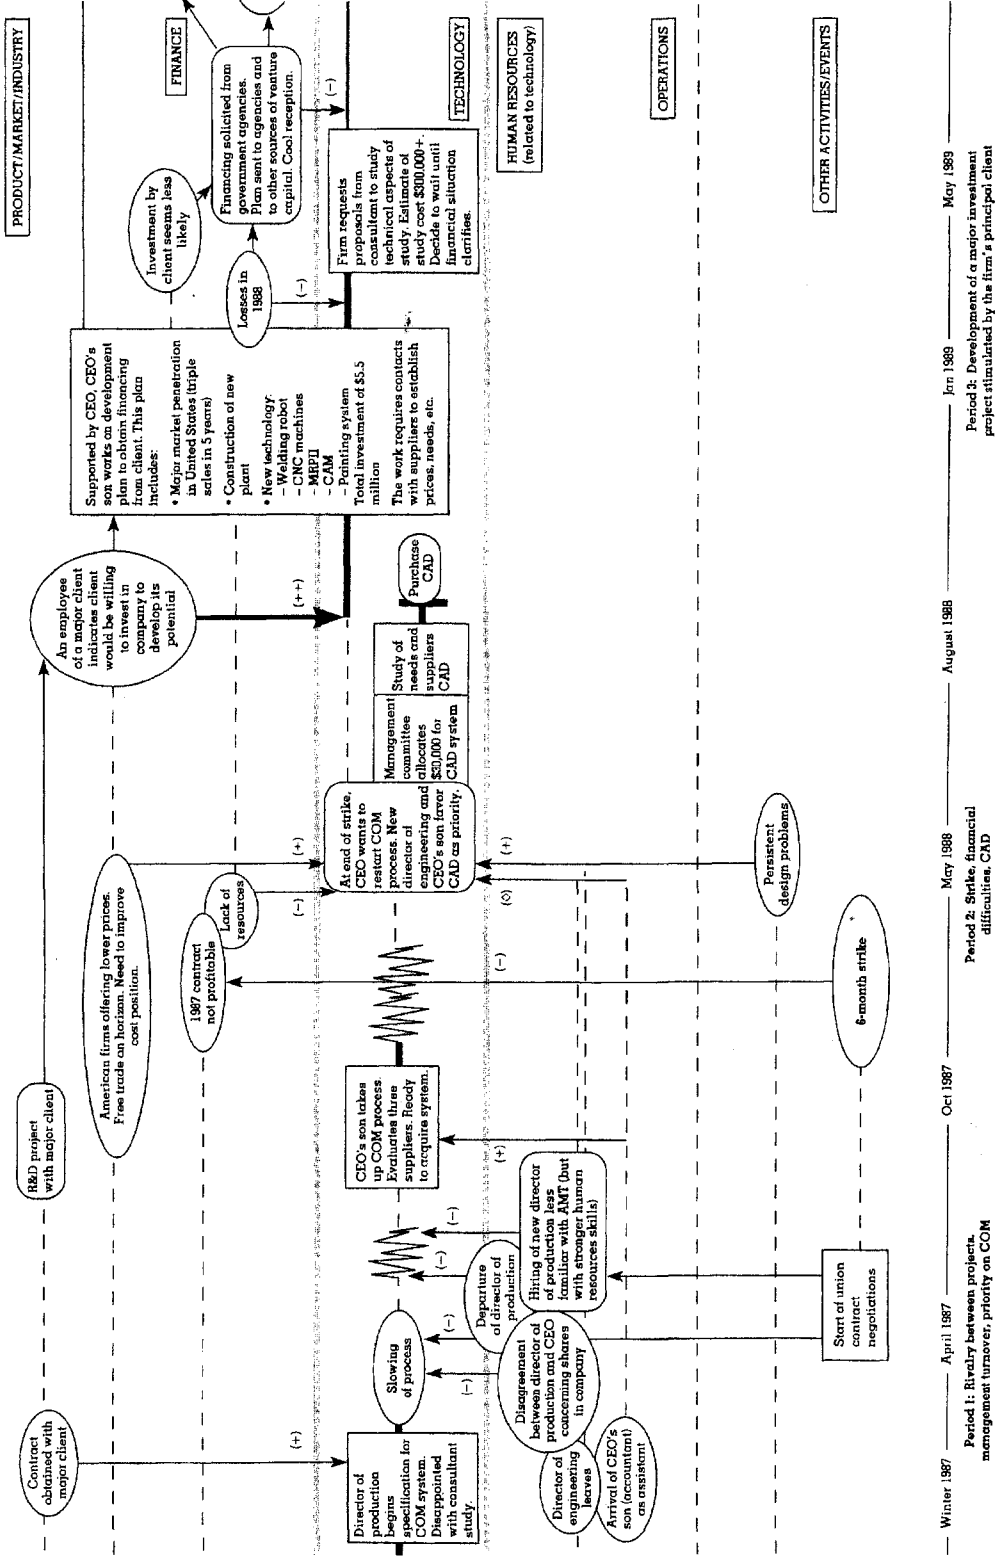 PRODUCT/MARKET/INDUSTRY
Contract
obtained with
major client
R&D project
with major client
American firms offering lower prices.
Free trade on horizon. Need to improve
cost position.
An employee
of a major client
indicates client
would be willing
to invest in
company to
develop its
potential
FINANCE
1987 contract
not profitable
Lack of
resources
Supported by CEO, CEO's
son works on development
plan to obtain financing
from client. This plan
includes:
• Major market penetration
in United States (triple
sales in 5 years)
• Construction of new
plant
• New technology:
– Welding robot
– CNC machines
– MRPII
– CAM
– Painting system
Total investment of $5.5
million
The work requires contacts
with suppliers to establish
prices, needs, etc.
Investment by
client seems less
likely
Losses in
1988
Financing solicited from
government agencies.
Plan sent to agencies and
to other sources of venture
capital. Cool reception.
(+)
(+)
(–)
(++)
(–)
(–)
TECHNOLOGY
Director of
production
begins
specification for
COM system.
Disappointed
with consultant
study.
Slowing
of process
CEO's son takes
up COM process.
Evaluates three
suppliers. Ready
to acquire system.
At end of strike,
CEO wants to
restart COM
process. New
director of
engineering and
CEO's son favor
CAD as priority.
Management
committee
allocates
$30,000 for
CAD system
Study of
needs and
suppliers
CAD
Purchase
CAD
Firm requests
proposals from
consultant to study
technical aspects of
study. Estimate of
study cost $300,000+.
Decide to wait until
financial situation
clarifies.
HUMAN RESOURCES
(related to technology)
(–)
(–)
(–)
(–)
(+)
(–)
(0)
(+)
Director of
engineering
leaves
Arrival of CEO's
son (accountant)
as assistant
Disagreement
between director of
production and CEO
concerning shares
in company
Departure
of director of
production
Hiring of new director
of production less
familiar with AMT (but
with stronger human
resources skills)
OPERATIONS
Persistent
design problems
OTHER ACTIVITIES/EVENTS
Start of union
contract
negotiations
6-month strike
Winter 1987
April 1987
Oct 1987
May 1988
August 1988
Jan 1989
May 1989
Period 1: Rivalry between projects,
management turnover, priority on COM
Period 2: Strike, financial
difficulties, CAD
Period 3: Development of a major investment
project stimulated by the firm's principal client